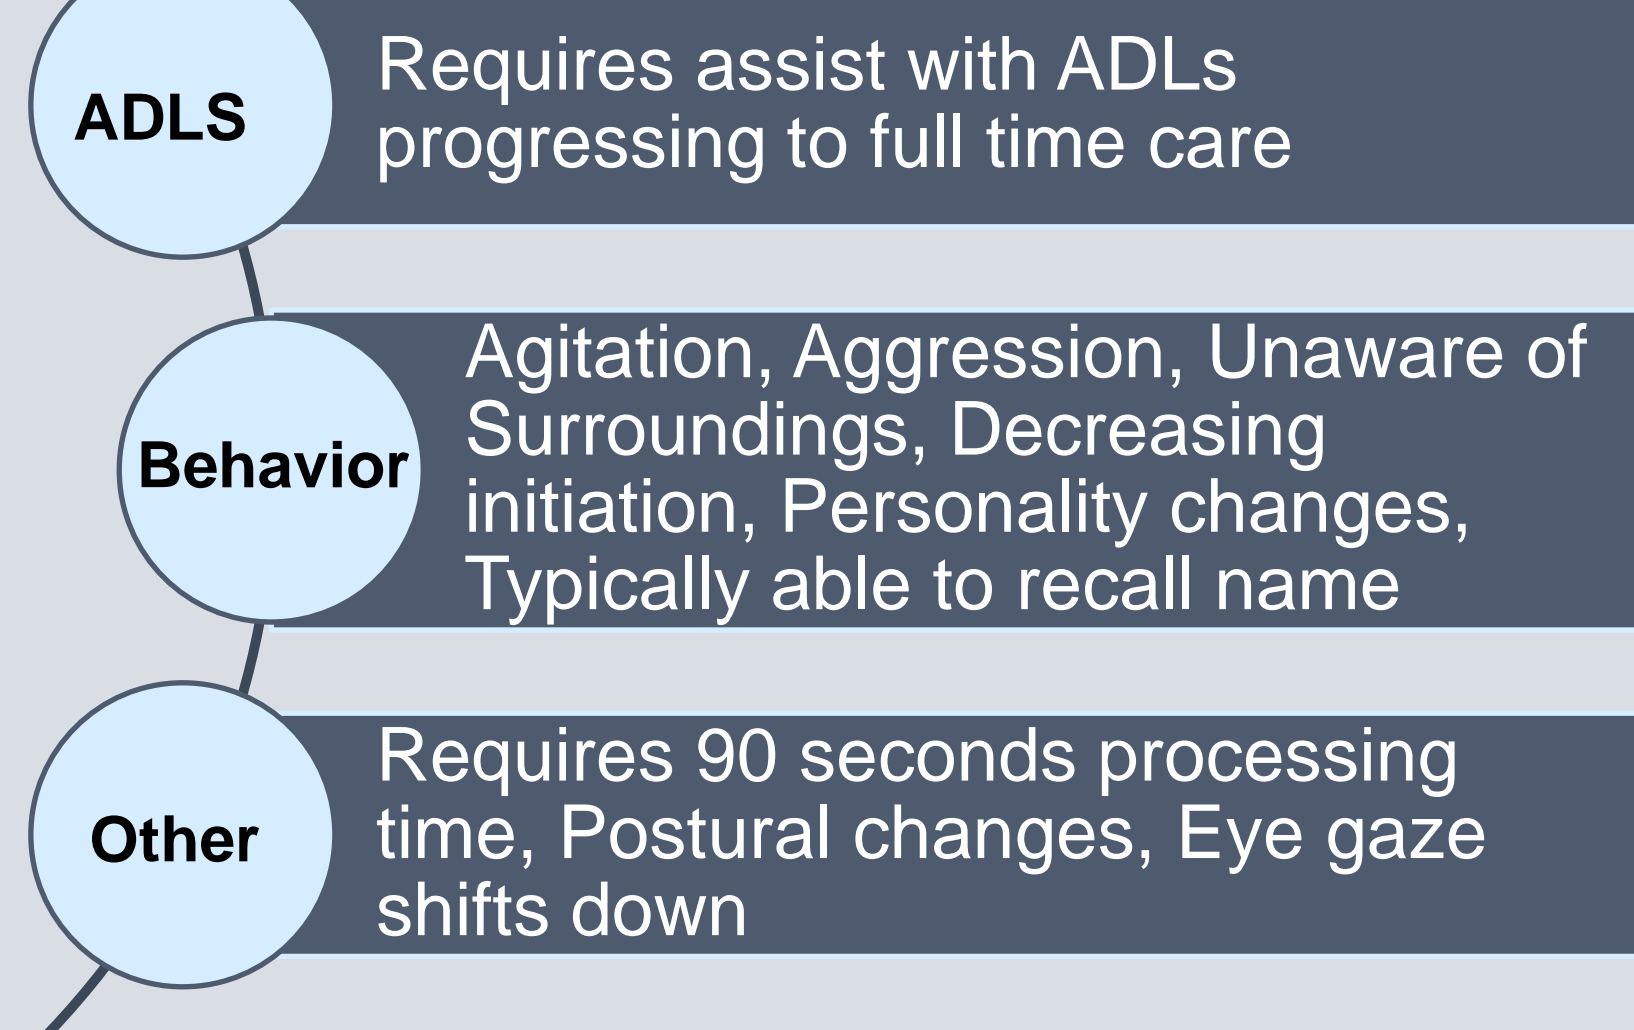 ADLS
Requires assist with ADLs
progressing to full time care
Behavior
Agitation, Aggression, Unaware of
Surroundings, Decreasing
initiation, Personality changes,
Typically able to recall name
Other
Requires 90 seconds processing
time, Postural changes, Eye gaze
shifts down